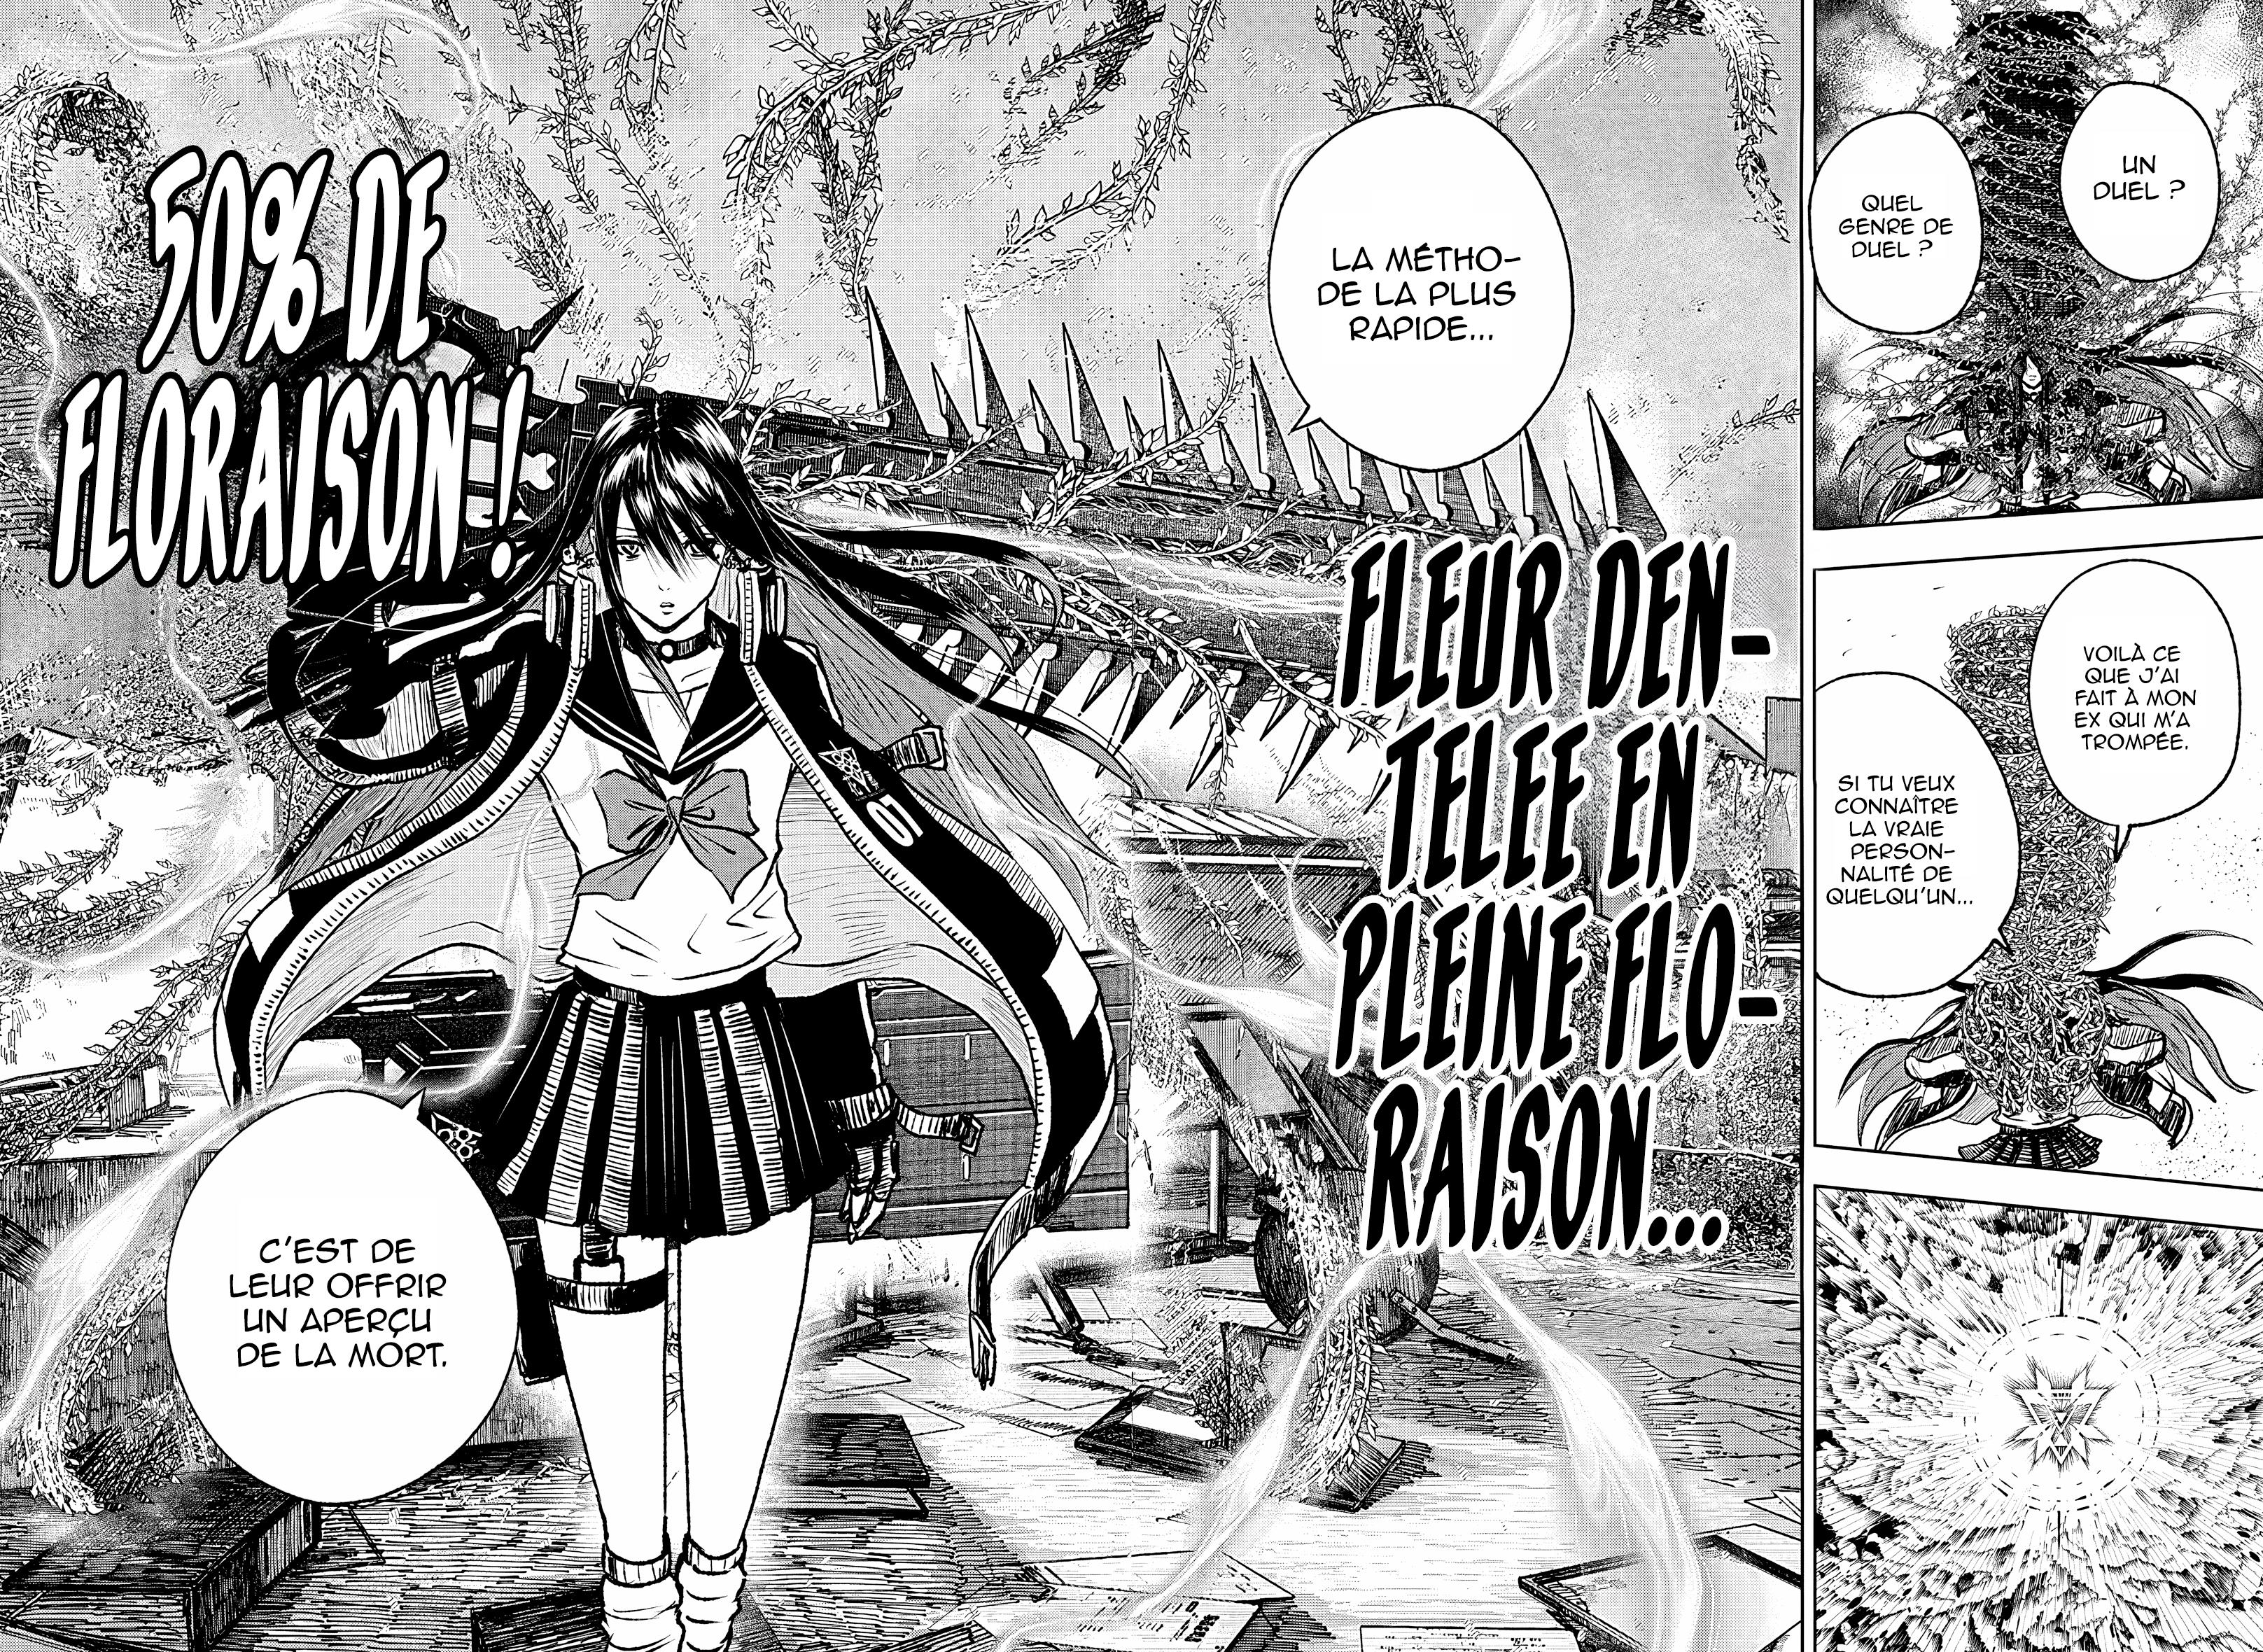 UN
DUEL ?
QUEL
GENRE DE
DUEL ?
VOILÀ CE
QUE J'AI
FAIT À MON
EX QUI M'A
TROMPÉE.
SI TU VEUX
CONNAÎTRE
LA VRAIE
PERSON-
NALITÉ DE
QUELQU'UN...
LA MÉTHO-
DE LA PLUS
RAPIDE...
FLEUR DEN-
TELEE EN
PLEINE FLO-
RAISON...
50% DE
FLORAISON !
C'EST DE
LEUR OFFRIR
UN APERÇU
DE LA MORT.